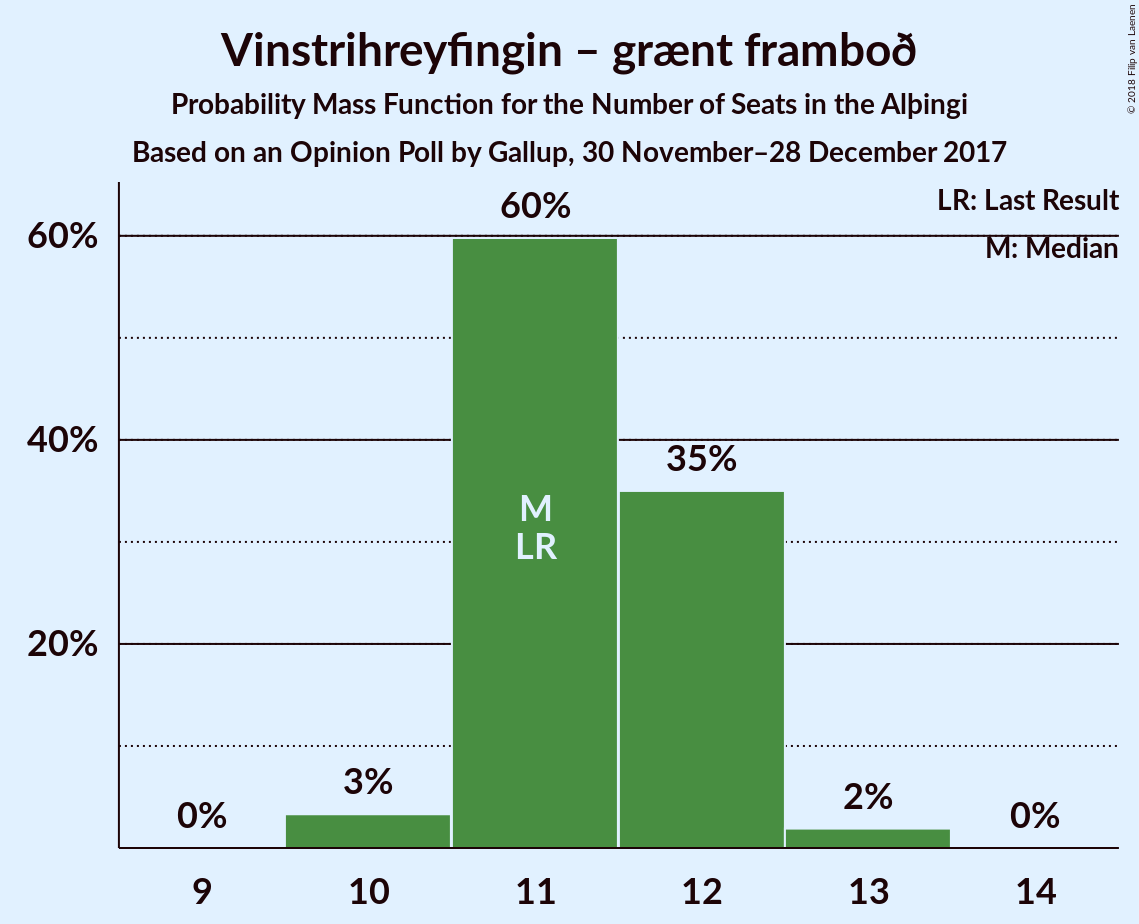 Vinstrihreyfingin – grænt framboð
Probability Mass Function for the Number of Seats in the Alþingi
Based on an Opinion Poll by Gallup, 30 November–28 December 2017
© 2018 Filip van Laenen
LR: Last Result
M: Median
60%
40%
20%
0%
3%
60%
M
LR
35%
2%
0%
9
10
11
12
13
14